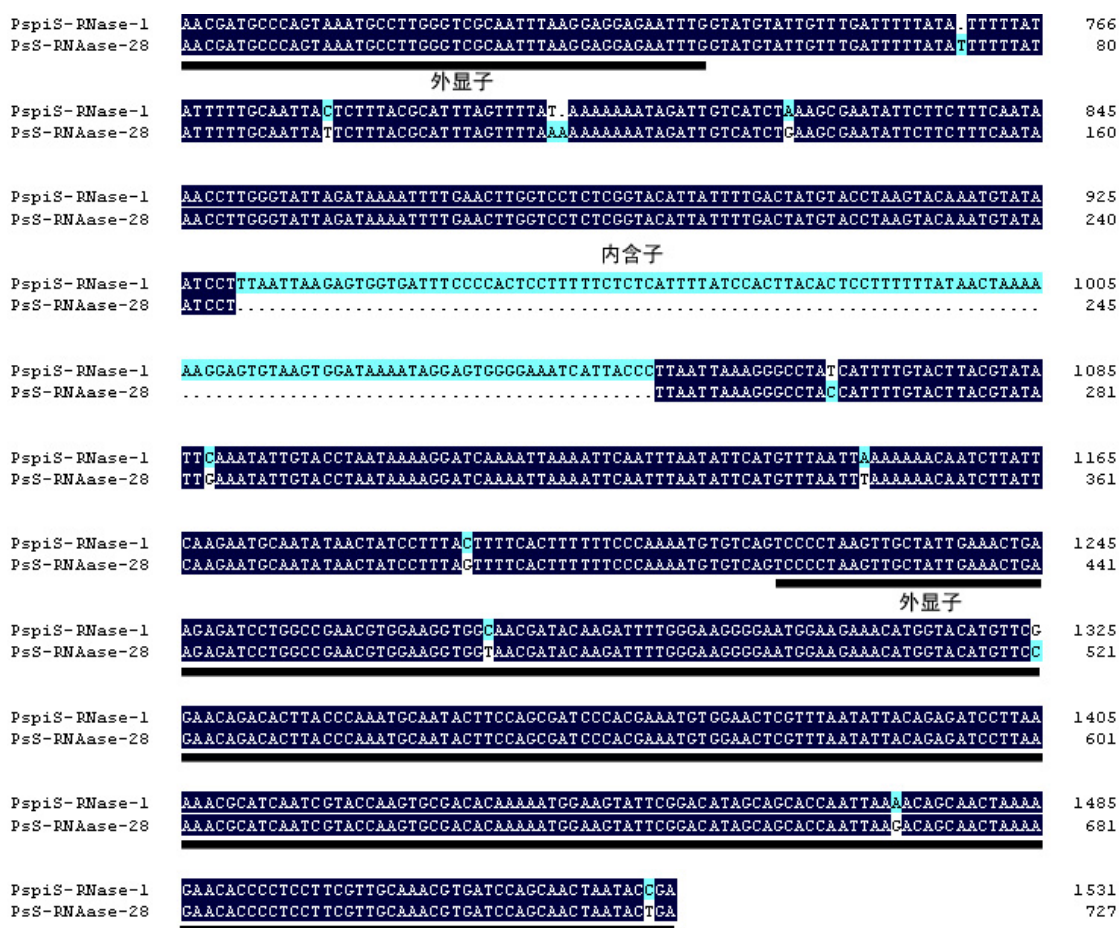 PspiS-RNase-1 AACGATGCCCAGTAAATGCCTTGGGTCGCAATTTAAGGAGGAGAATTTGGTATGTATTGTTTGATTTTTATA.TTTTTAT 766
PsS-RNAase-28 AACGATGCCCAGTAAATGCCTTGGGTCGCAATTTAAGGAGGAGAATTTGGTATGTATTGTTTGATTTTTATATTTTTTAT 80
外显子
PspiS-RNase-1 ATTTTTGCAATTACTCTTTACGCATTTAGTTTTAT.AAAAAAATAGATTGTCATCTAAAGCGAATATTCTTCTTTCAATA 845
PsS-RNAase-28 ATTTTTGCAATTATTCTTTACGCATTTAGTTTTAAAAAAAAAATAGATTGTCATCTGAAGCGAATATTCTTCTTTCAATA 160
PspiS-RNase-1 AACCTTGGGTATTAGATAAAATTTTGAACTTGGTCCTCTCGGTACATTATTTTGACTATGTACCTAAGTACAAATGTATA 925
PsS-RNAase-28 AACCTTGGGTATTAGATAAAATTTTGAACTTGGTCCTCTCGGTACATTATTTTGACTATGTACCTAAGTACAAATGTATA 240
内含子
PspiS-RNase-1 ATCCTTTAATTAAGAGTGGTGATTTCCCCACTCCTTTTTCTCTCATTTTATCCACTTACACTCCTTTTTTATAACTAAAA 1005
PsS-RNAase-28 ATCCT........................................................................... 245
PspiS-RNase-1 AAGGAGTGTAAGTGGATAAAATAGGAGTGGGGAAATCATTACCCTTAATTAAAGGGCCTATCATTTTGTACTTACGTATA 1085
PsS-RNAase-28 ............................................TTAATTAAAGGGCCTACCATTTTGTACTTACGTATA 281
PspiS-RNase-1 TTCAAATATTGTACCTAATAAAAGGATCAAAATTAAAATTCAATTTAATATTCATGTTTAATTAAAAAAACAATCTTATT 1165
PsS-RNAase-28 TTGAAATATTGTACCTAATAAAAGGATCAAAATTAAAATTCAATTTAATATTCATGTTTAATTTAAAAAACAATCTTATT 361
PspiS-RNase-1 CAAGAATGCAATATAACTATCCTTTACTTTTCACTTTTTTCCCAAAATGTGTCAGTCCCCTAAGTTGCTATTGAAACTGA 1245
PsS-RNAase-28 CAAGAATGCAATATAACTATCCTTTAGTTTTCACTTTTTTCCCAAAATGTGTCAGTCCCCTAAGTTGCTATTGAAACTGA 441
外显子
PspiS-RNase-1 AGAGATCCTGGCCGAACGTGGAAGGTGGCAACGATACAAGATTTTGGGAAGGGGAATGGAAGAAACATGGTACATGTTCG 1325
PsS-RNAase-28 AGAGATCCTGGCCGAACGTGGAAGGTGGTAACGATACAAGATTTTGGGAAGGGGAATGGAAGAAACATGGTACATGTTCC 521
PspiS-RNase-1 GAACAGACACTTACCCAAATGCAATACTTCCAGCGATCCCACGAAATGTGGAACTCGTTTAATATTACAGAGATCCTTAA 1405
PsS-RNAase-28 GAACAGACACTTACCCAAATGCAATACTTCCAGCGATCCCACGAAATGTGGAACTCGTTTAATATTACAGAGATCCTTAA 601
PspiS-RNase-1 AAACGCATCAATCGTACCAAGTGCGACACAAAAATGGAAGTATTCGGACATAGCAGCACCAATTAAAACAGCAACTAAAA 1485
PsS-RNAase-28 AAACGCATCAATCGTACCAAGTGCGACACAAAAATGGAAGTATTCGGACATAGCAGCACCAATTAAGACAGCAACTAAAA 681
PspiS-RNase-1 GAACACCCCTCCTTCGTTGCAAACGTGATCCAGCAACTAATACCGA 1531
PsS-RNAase-28 GAACACCCCTCCTTCGTTGCAAACGTGATCCAGCAACTAATACTGA 727